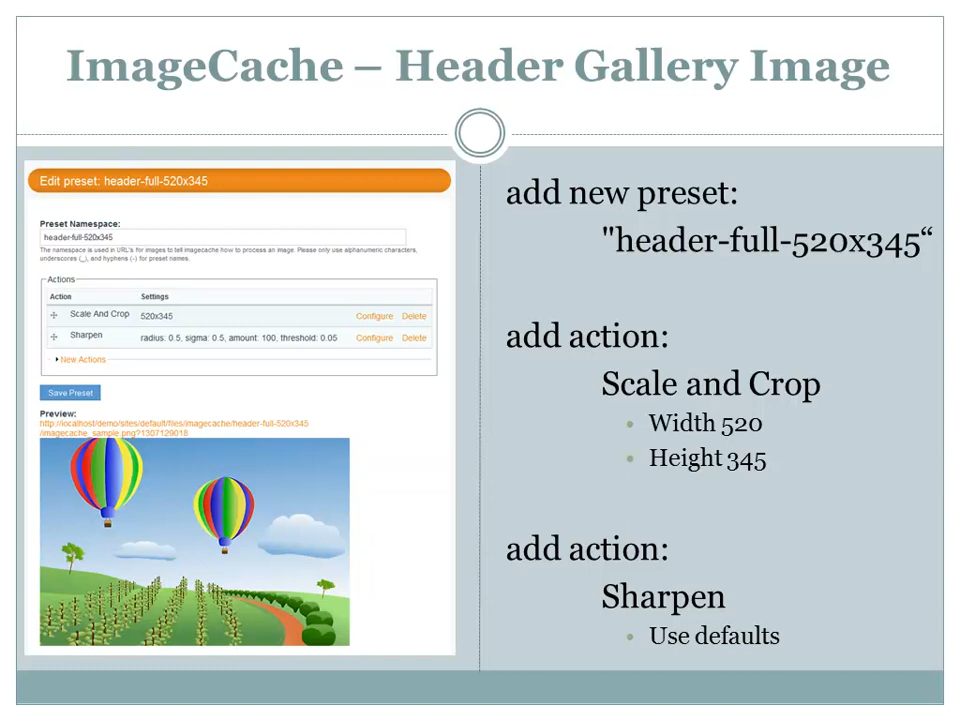 ImageCache – Header Gallery Image
Edit preset: header-full-520x345
Preset Namespace:
header-full-520x345
The namespace is used in URL's for images to tell imagecache how to process an image. Please only use alphanumeric characters,
underscores (_), and hyphens (-) for preset names.
Actions
Action Settings
Scale And Crop 520x345 Configure Delete
Sharpen radius: 0.5, sigma: 0.5, amount: 100, threshold: 0.05 Configure Delete
New Actions
Save Preset
Preview:
http://localhost/demo/sites/default/files/imagecache/header-full-520x345
/imagecache_sample.png?1307129018
add new preset:
"header-full-520x345“
add action:
Scale and Crop
• Width 520
• Height 345
add action:
Sharpen
• Use defaults